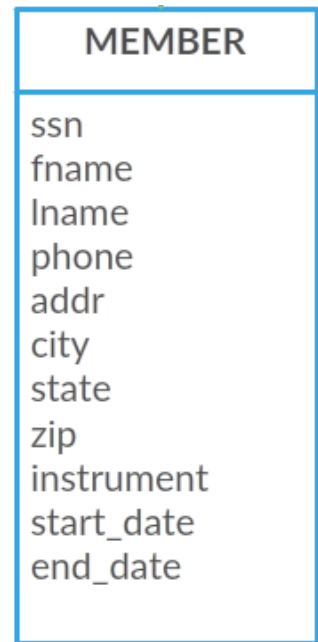 MEMBER
ssn
fname
lname
phone
addr
city
state
zip
instrument
start_date
end_date